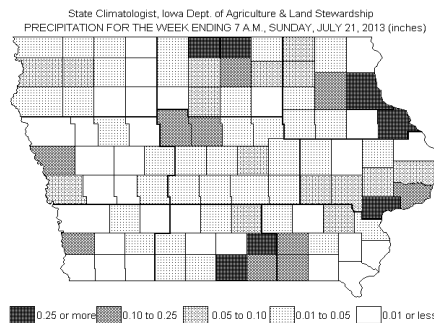 State Climatologist, Iowa Dept. of Agriculture & Land Stewardship
PRECIPITATION FOR THE WEEK ENDING 7 A.M., SUNDAY, JULY 21, 2013 (inches)
0.25 or more 0.10 to 0.25 0.05 to 0.10 0.01 to 0.05 0.01 or less